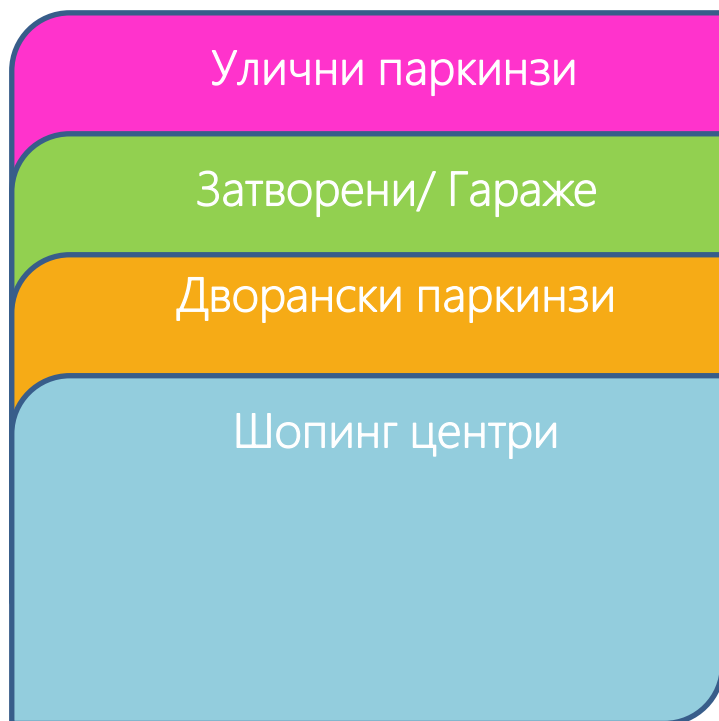 Улични паркинзи
Затворени/ Гараже
Дворански паркинзи
Шопинг центри